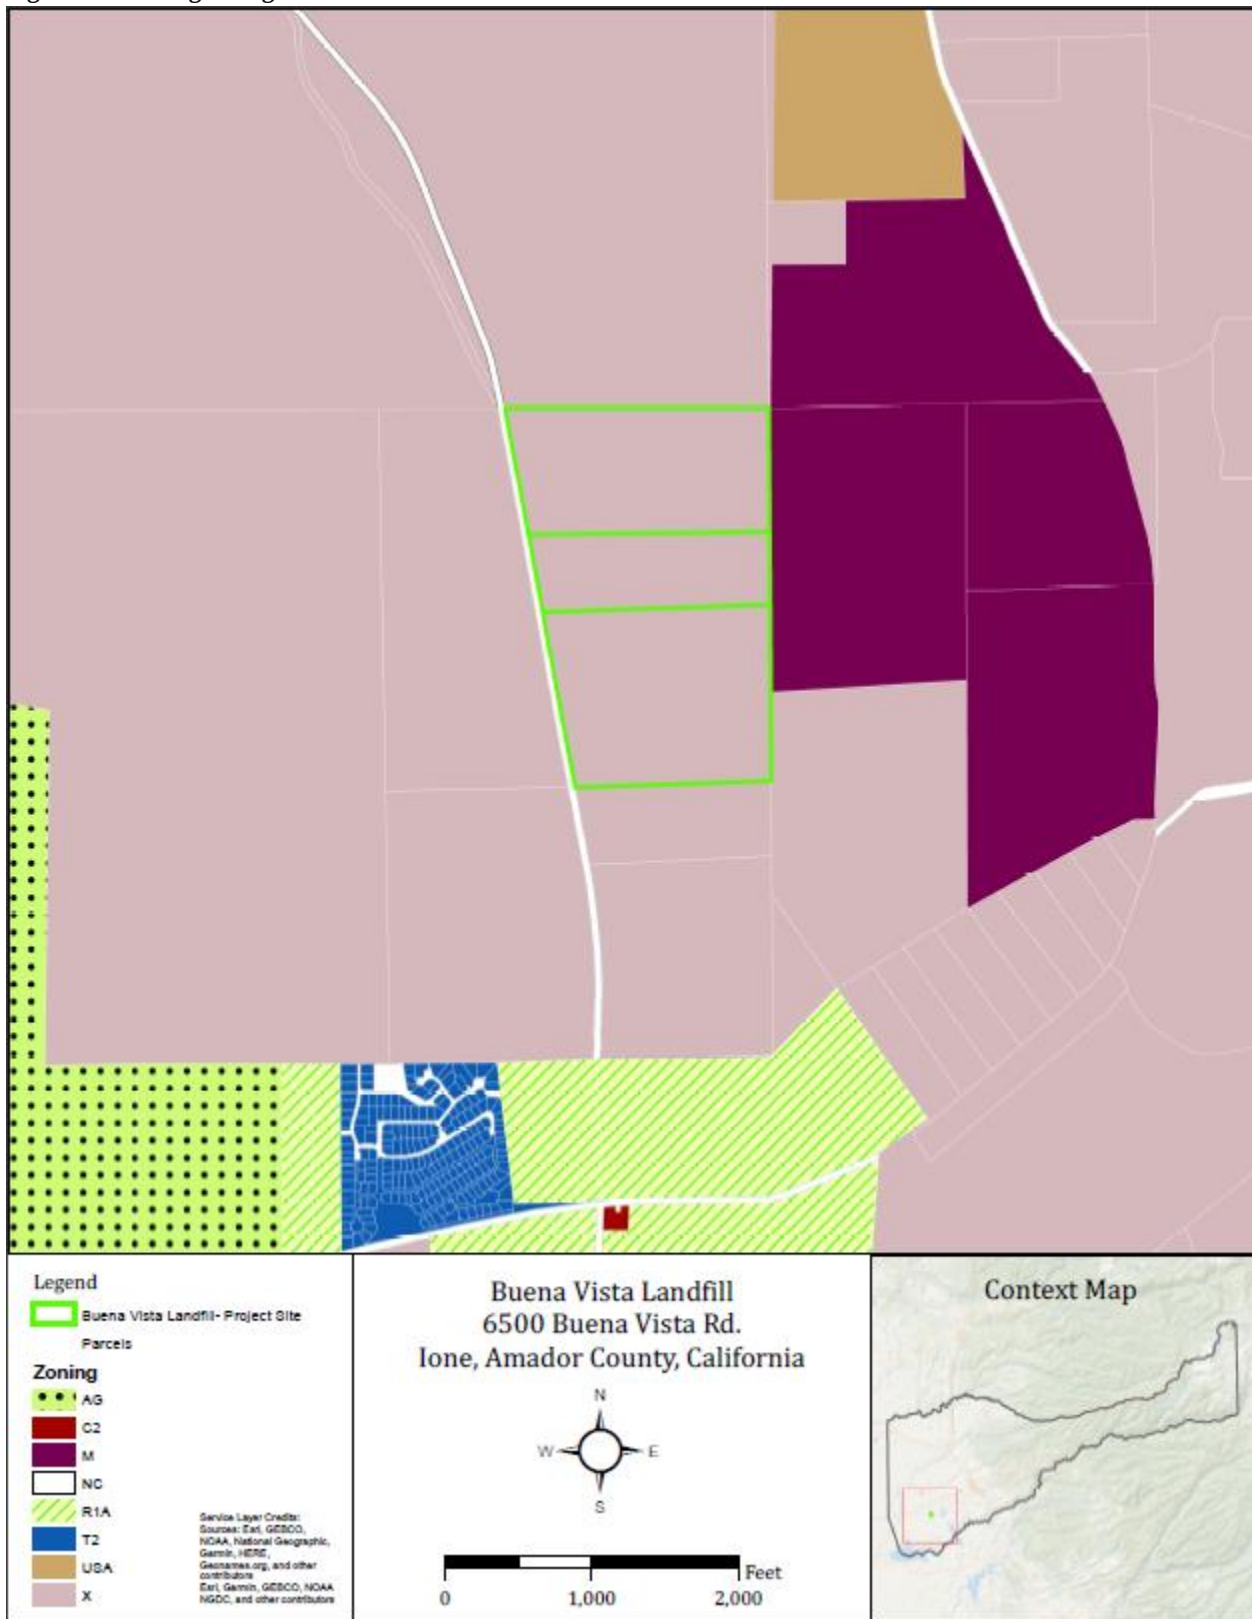 Legend
Buena Vista Landfill- Project Site
Parcels
Zoning
AG
C2
M
NC
R1A
T2
USA
X
Service Layer Credits:
Sources: Esri, GEBCO,
NOAA, National Geographic,
Garmin, HERE,
Geonames.org, and other
contributors
Esri, Garmin, GEBCO, NOAA
NGDC, and other contributors
Buena Vista Landfill
6500 Buena Vista Rd.
Ione, Amador County, California
N
W
E
S
Feet
0
1,000
2,000
Context Map